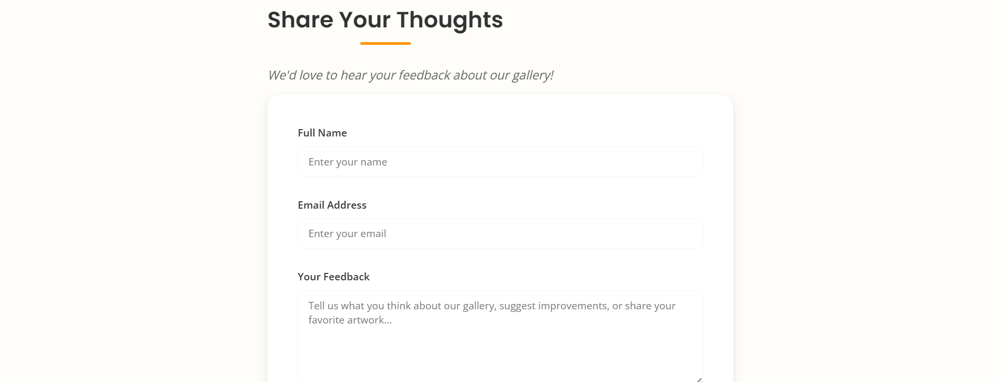 Share Your Thoughts
We'd love to hear your feedback about our gallery!
Full Name
Enter your name
Email Address
Enter your email
Your Feedback
Tell us what you think about our gallery, suggest improvements, or share your
favorite artwork...